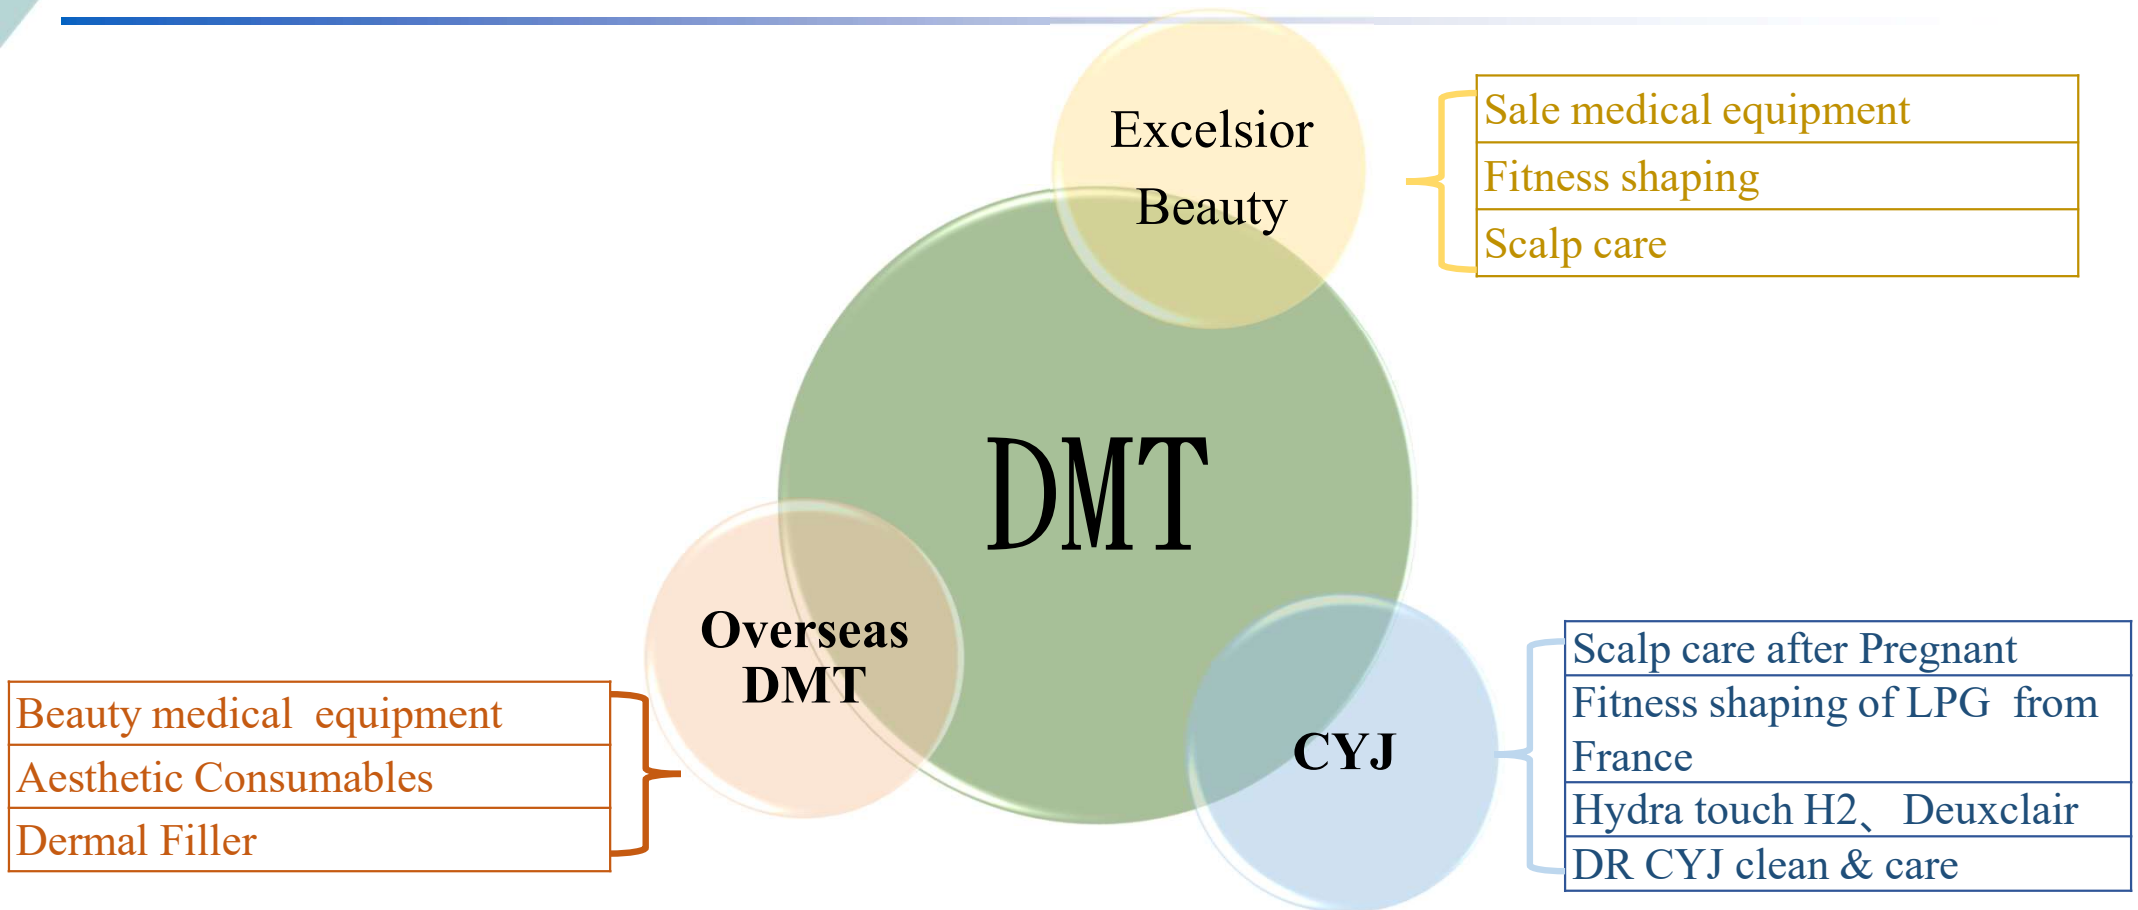 Excelsior
Beauty
Sale medical equipment
Fitness shaping
Scalp care
DMT
Overseas
DMT
Beauty medical equipment
Aesthetic Consumables
Dermal Filler
CYJ
Scalp care after Pregnant
Fitness shaping of LPG from
France
Hydra touch H2、Deuxclair
DR CYJ clean & care